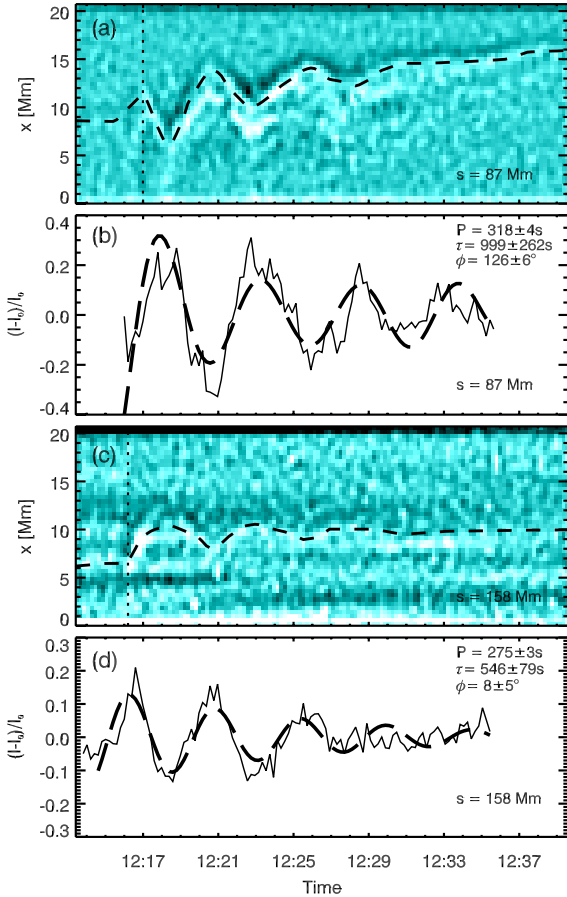 20
(a)
15
x [Mm]
10
5
s = 87 Mm
0
0.4
(b)
P = 318±4s
τ = 999±262s
φ = 126±6°
0.2
(I-I₀)/I₀
0.0
-0.2
s = 87 Mm
-0.4
20
(c)
15
x [Mm]
10
5
s = 158 Mm
0
0.3
(d)
P = 275±3s
τ = 546±79s
φ = 8±5°
0.2
0.1
(I-I₀)/I₀
0.0
-0.1
-0.2
s = 158 Mm
-0.3
12:17 12:21 12:25 12:29 12:33 12:37
Time